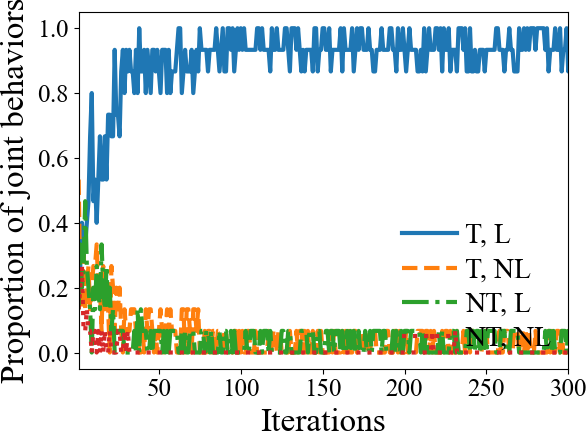 Proportion of joint behaviors
1.0
0.8
0.6
0.4
0.2
0.0
T, L
T, NL
NT, L
NT, NL
50 100 150 200 250 300
Iterations